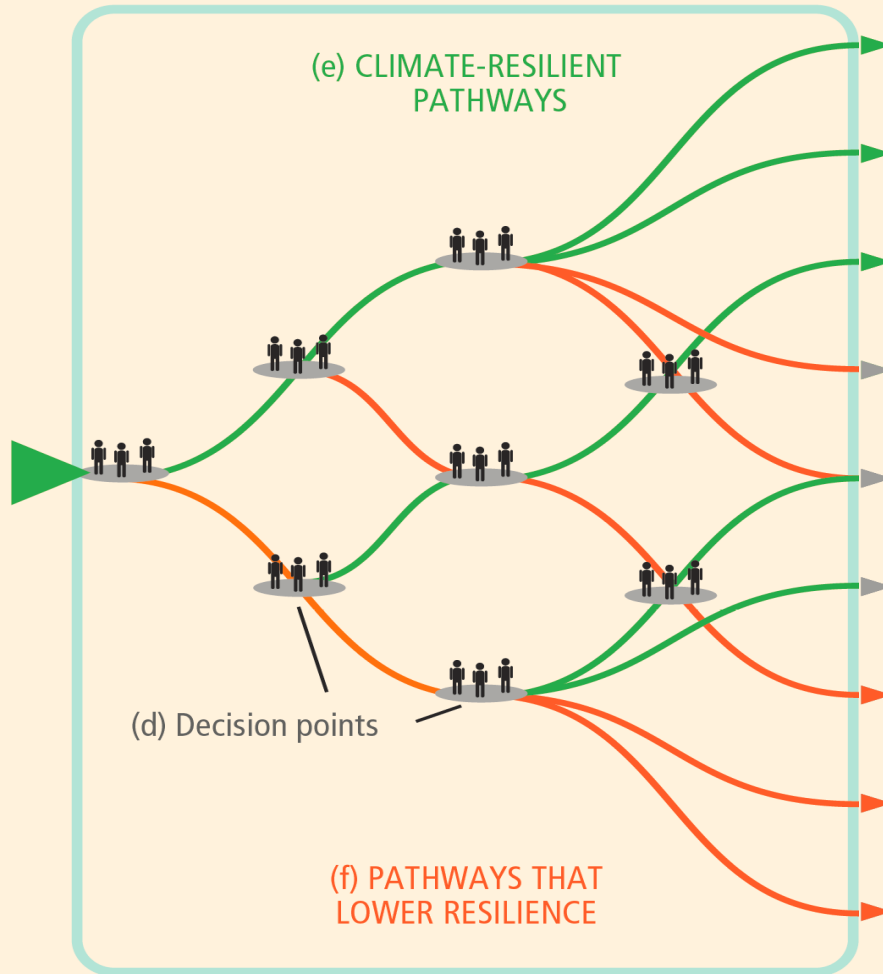 (e) CLIMATE-RESILIENT
PATHWAYS
(d) Decision points
(f) PATHWAYS THAT
LOWER RESILIENCE